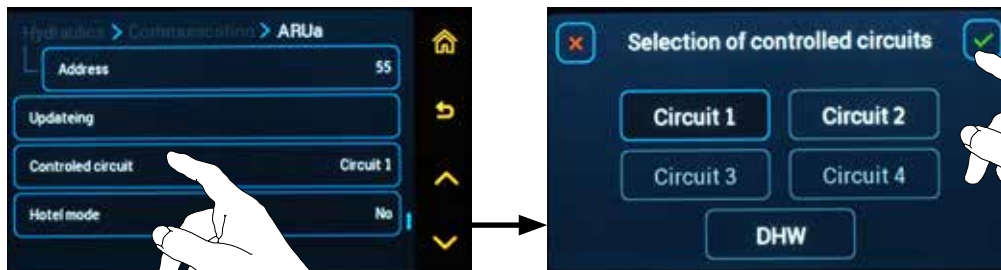 Hydraulics > Communication > ARUa
Address 55
Updateing
Controled circuit Circuit 1
Hotel mode No
Selection of controlled circuits
Circuit 1 Circuit 2
Circuit 3 Circuit 4
DHW